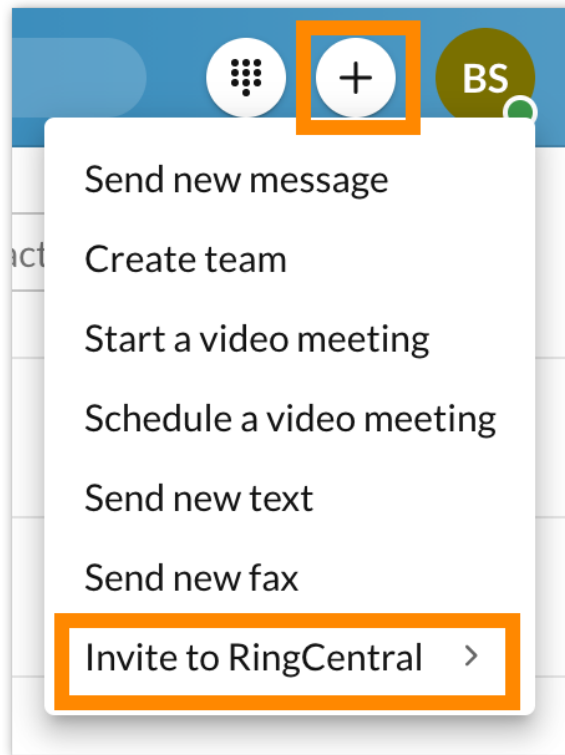 BS
Send new message
act
Create team
Start a video meeting
Schedule a video meeting
Send new text
Send new fax
Invite to RingCentral